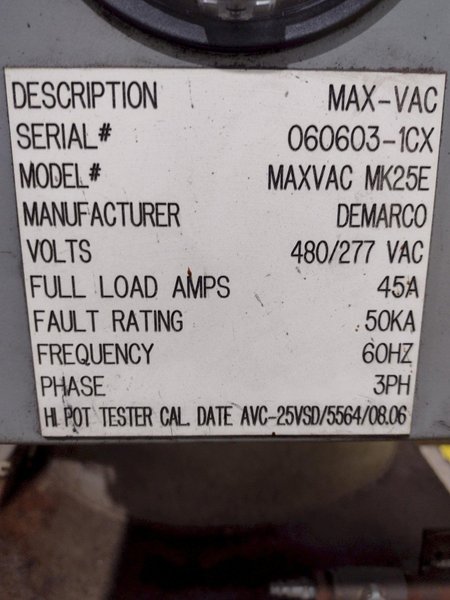 DESCRIPTION MAX-VAC
SERIAL# 060603-1CX
MODEL# MAXVAC MK25E
MANUFACTURER DEMARCO
VOLTS 480/277 VAC
FULL LOAD AMPS 45A
FAULT RATING 50KA
FREQUENCY 60HZ
PHASE 3PH
HI POT TESTER CAL. DATE AVC-25VSD/5564/08.06